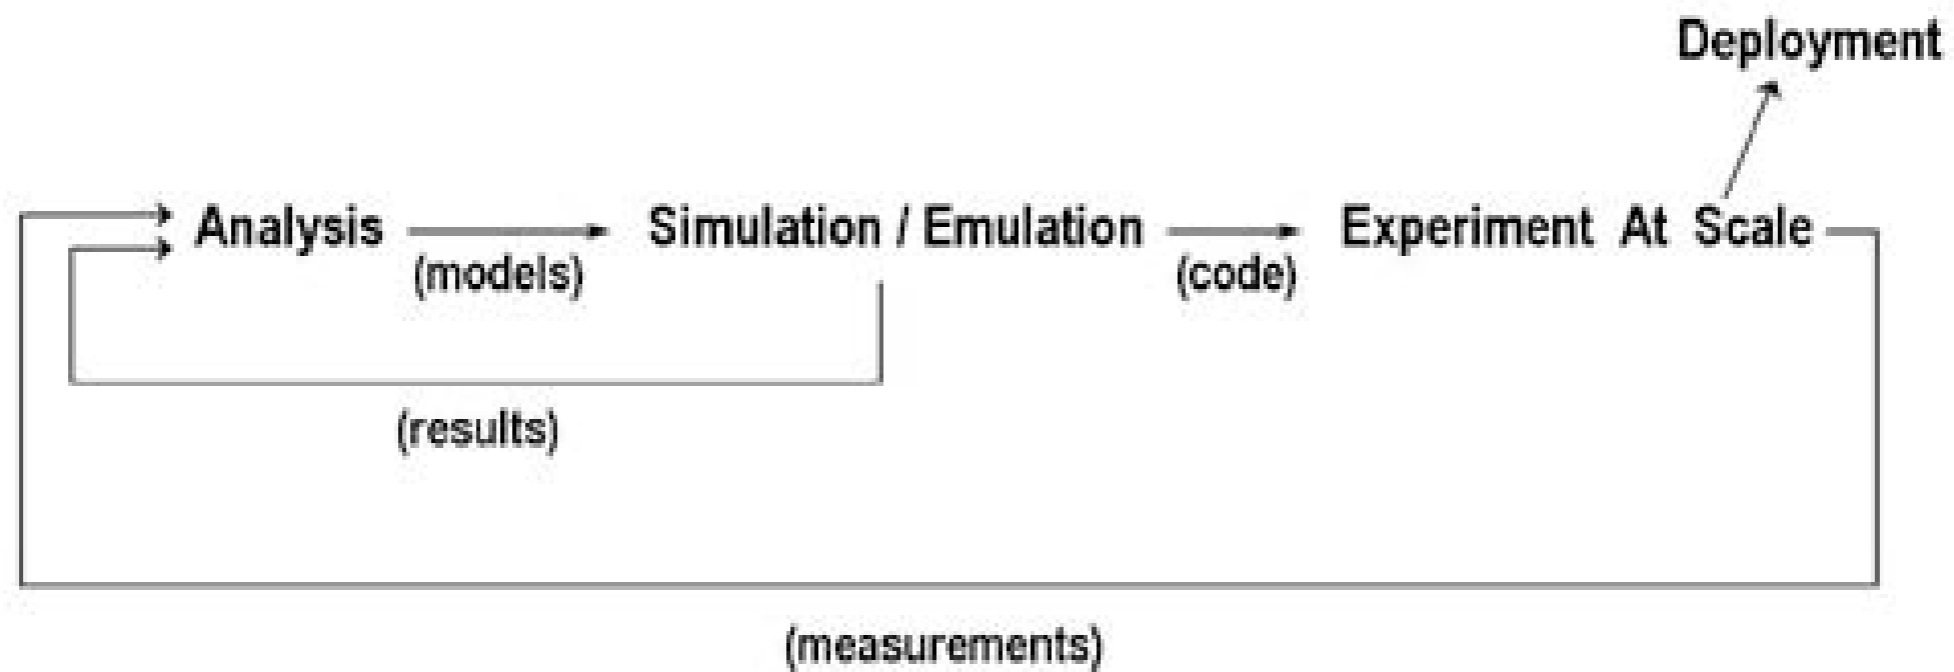 Deployment
Analysis
(models)
Simulation / Emulation
(code)
Experiment At Scale
(results)
(measurements)